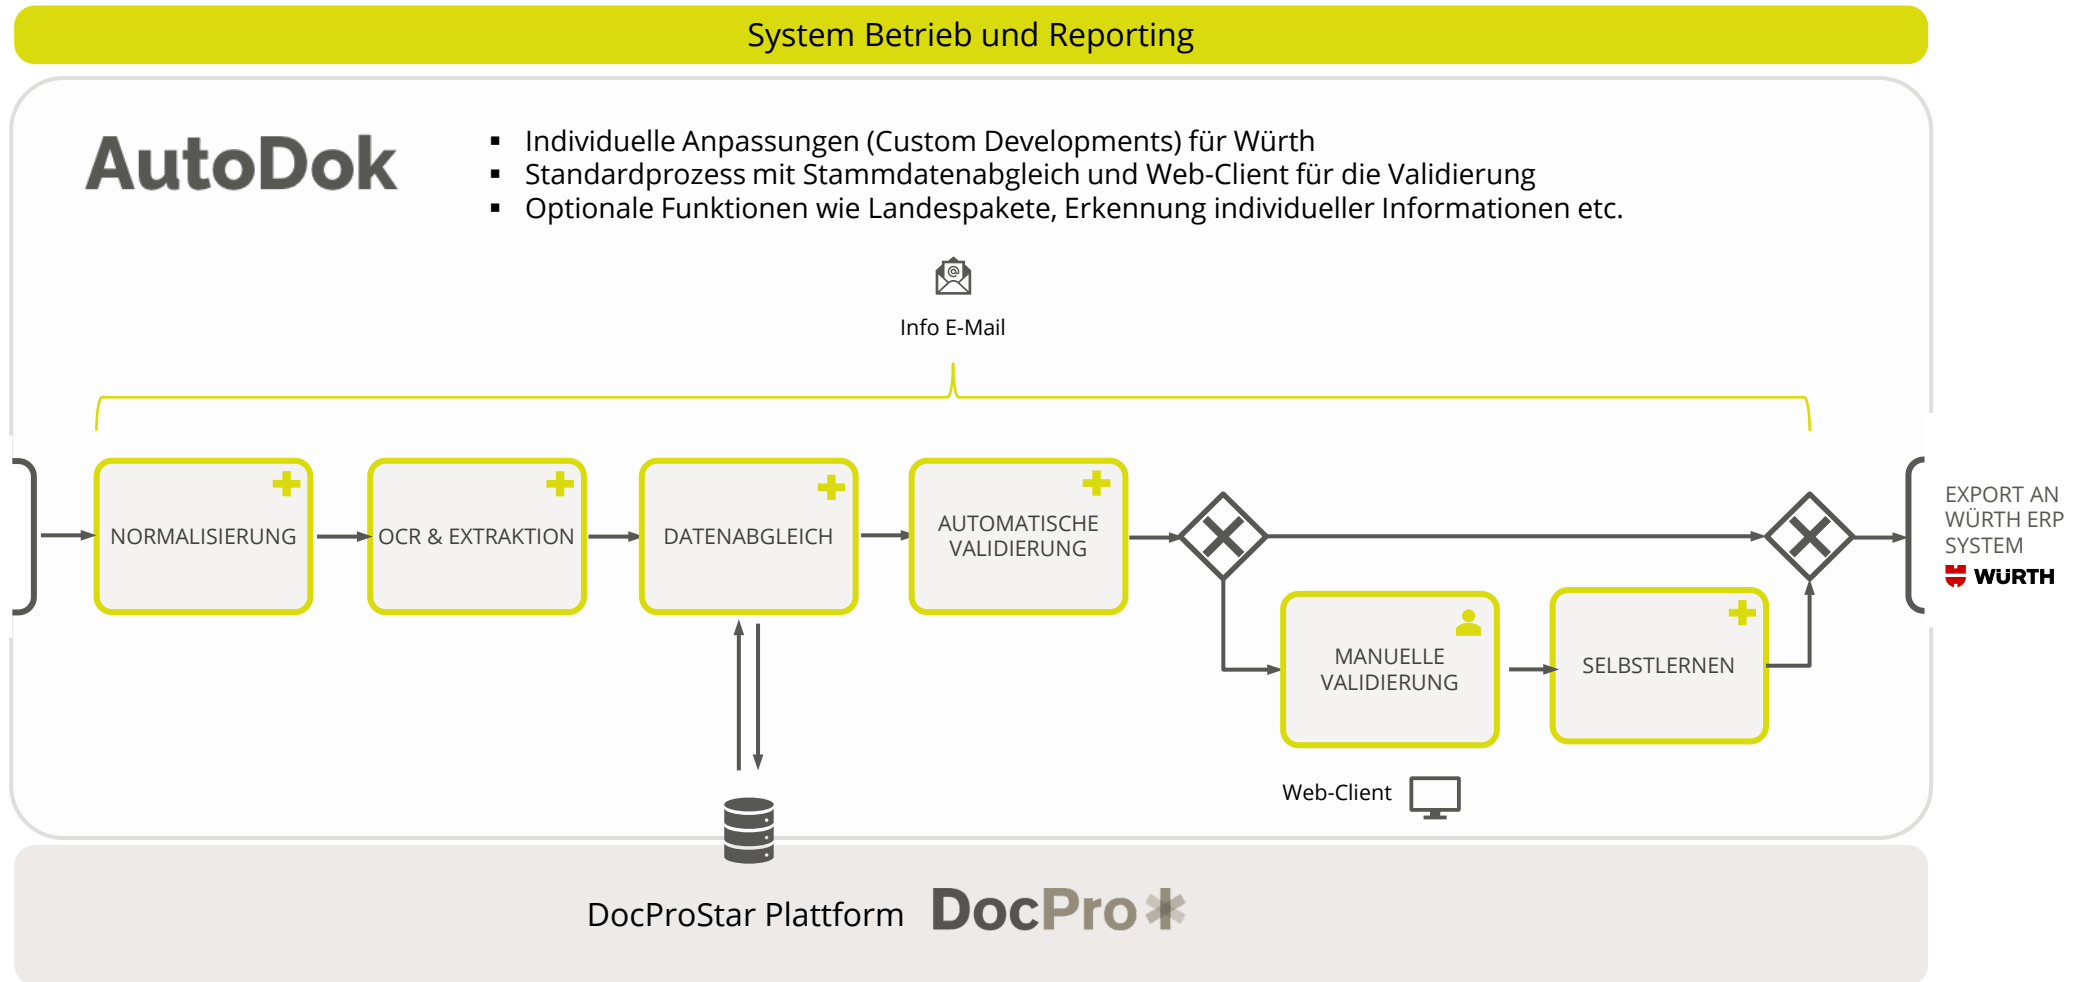 System Betrieb und Reporting
AutoDok
▪ Individuelle Anpassungen (Custom Developments) für Würth
▪ Standardprozess mit Stammdatenabgleich und Web-Client für die Validierung
▪ Optionale Funktionen wie Landespakete, Erkennung individueller Informationen etc.
Info E-Mail
NORMALISIERUNG
OCR & EXTRAKTION
DATENABGLEICH
AUTOMATISCHE
VALIDIERUNG
MANUELLE
VALIDIERUNG
SELBSTLERNEN
EXPORT AN
WÜRTH ERP
SYSTEM
WÜRTH
Web-Client
DocProStar Plattform
DocPro*